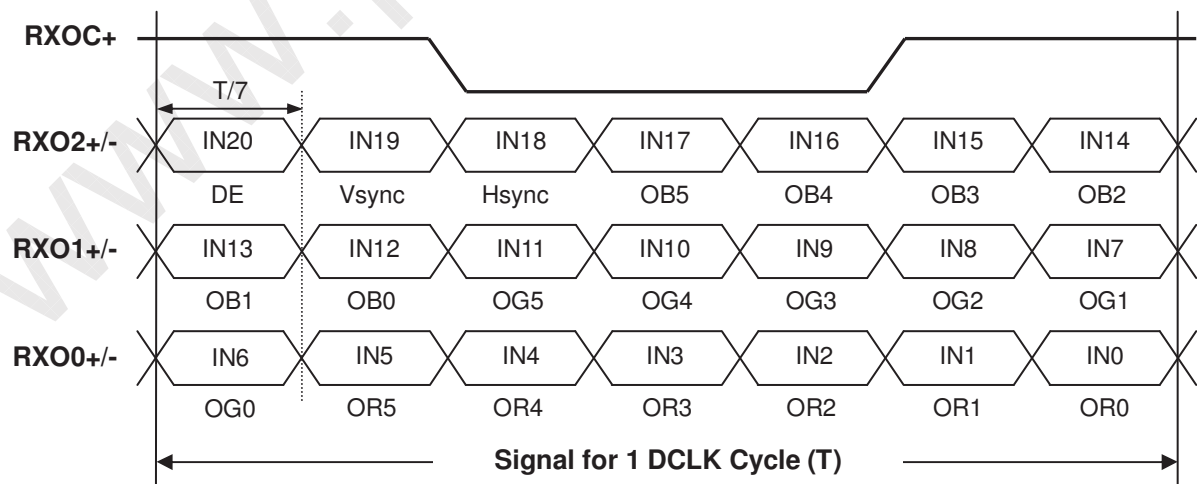 RXOC+
T/7
RXO2+/- IN20 IN19 IN18 IN17 IN16 IN15 IN14
DE Vsync Hsync OB5 OB4 OB3 OB2
RXO1+/- IN13 IN12 IN11 IN10 IN9 IN8 IN7
OB1 OB0 OG5 OG4 OG3 OG2 OG1
RXO0+/- IN6 IN5 IN4 IN3 IN2 IN1 IN0
OG0 OR5 OR4 OR3 OR2 OR1 OR0
Signal for 1 DCLK Cycle (T)
www.